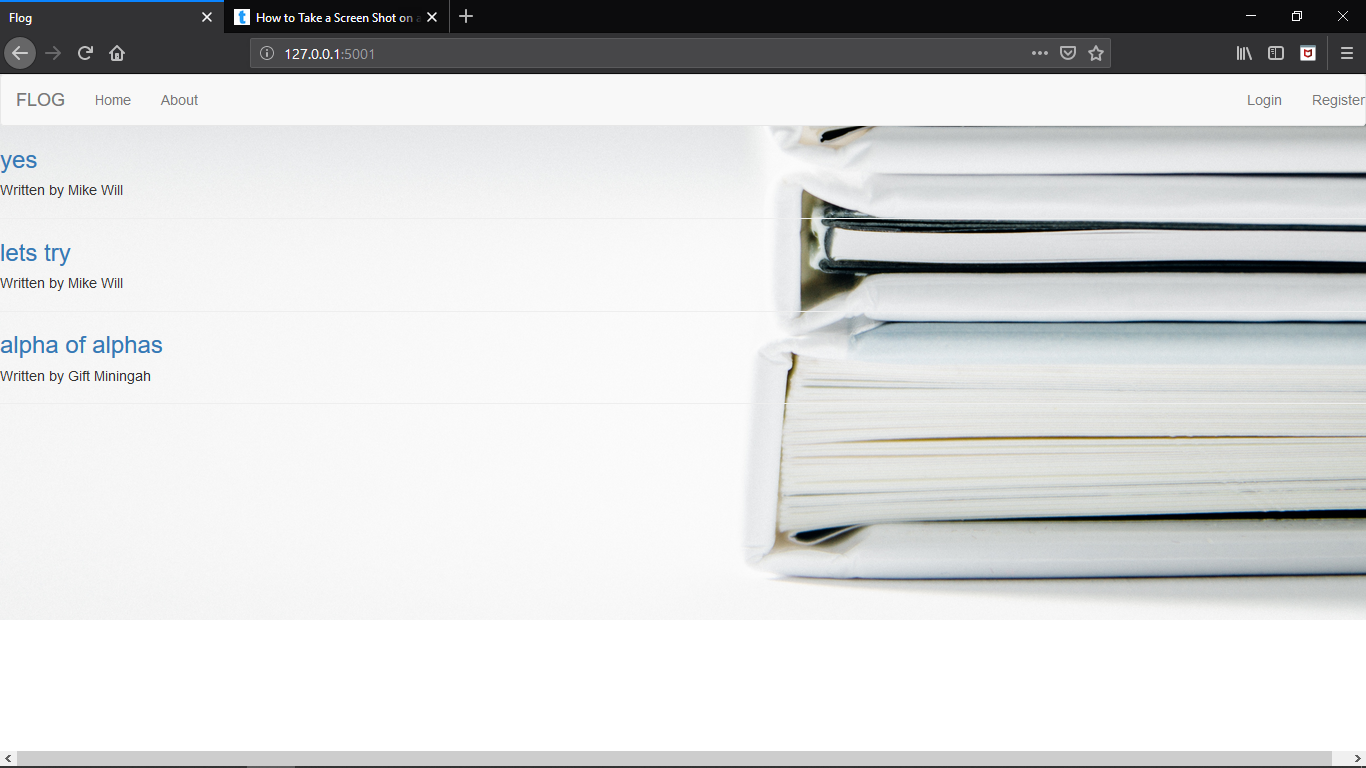 Flog
How to Take a Screen Shot on a
127.0.0.1:5001
FLOG Home About Login Register
yes
Written by Mike Will
lets try
Written by Mike Will
alpha of alphas
Written by Gift Miningah